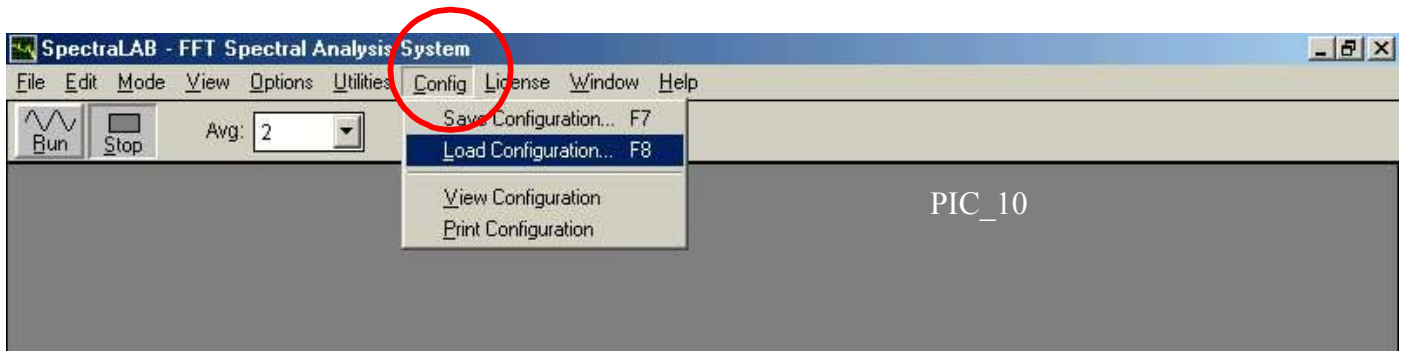 SpectraLAB - FFT Spectral Analysis System
File Edit Mode View Options Utilities Config License Window Help
Run Stop Avg: 2
Save Configuration... F7
Load Configuration... F8
View Configuration
Print Configuration
PIC_10